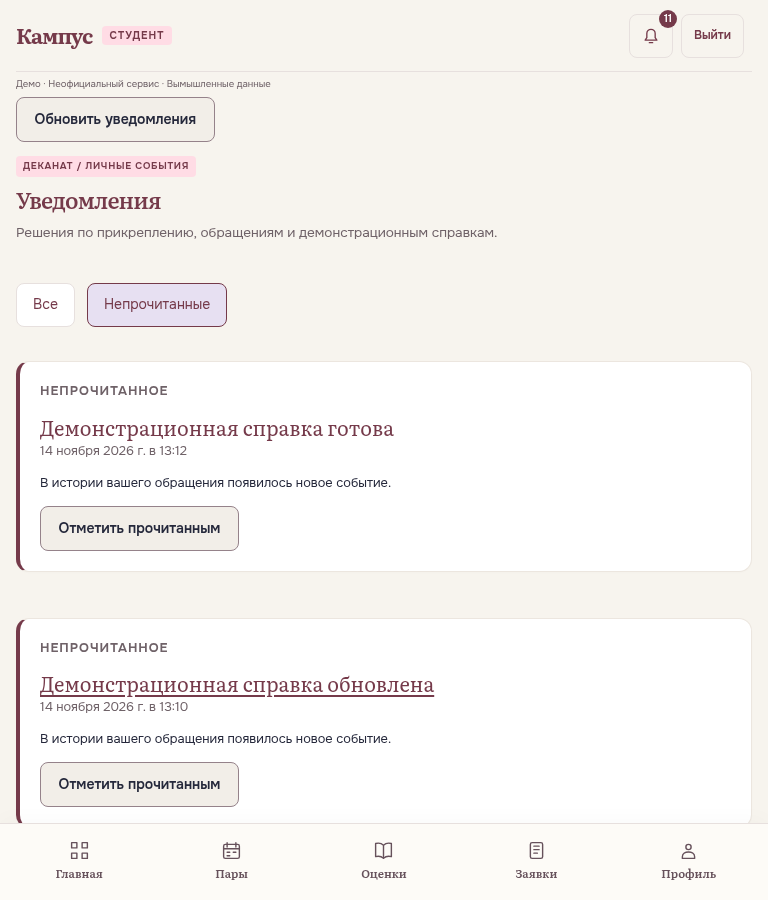 Кампус
СТУДЕНТ
11
Выйти
Демо · Неофициальный сервис · Вымышленные данные
Обновить уведомления
ДЕКАНАТ / ЛИЧНЫЕ СОБЫТИЯ
Уведомления
Решения по прикреплению, обращениям и демонстрационным справкам.
Все
Непрочитанные
НЕПРОЧИТАННОЕ
Демонстрационная справка готова
14 ноября 2026 г. в 13:12
В истории вашего обращения появилось новое событие.
Отметить прочитанным
НЕПРОЧИТАННОЕ
Демонстрационная справка обновлена
14 ноября 2026 г. в 13:10
В истории вашего обращения появилось новое событие.
Отметить прочитанным
Главная
Пары
Оценки
Заявки
Профиль